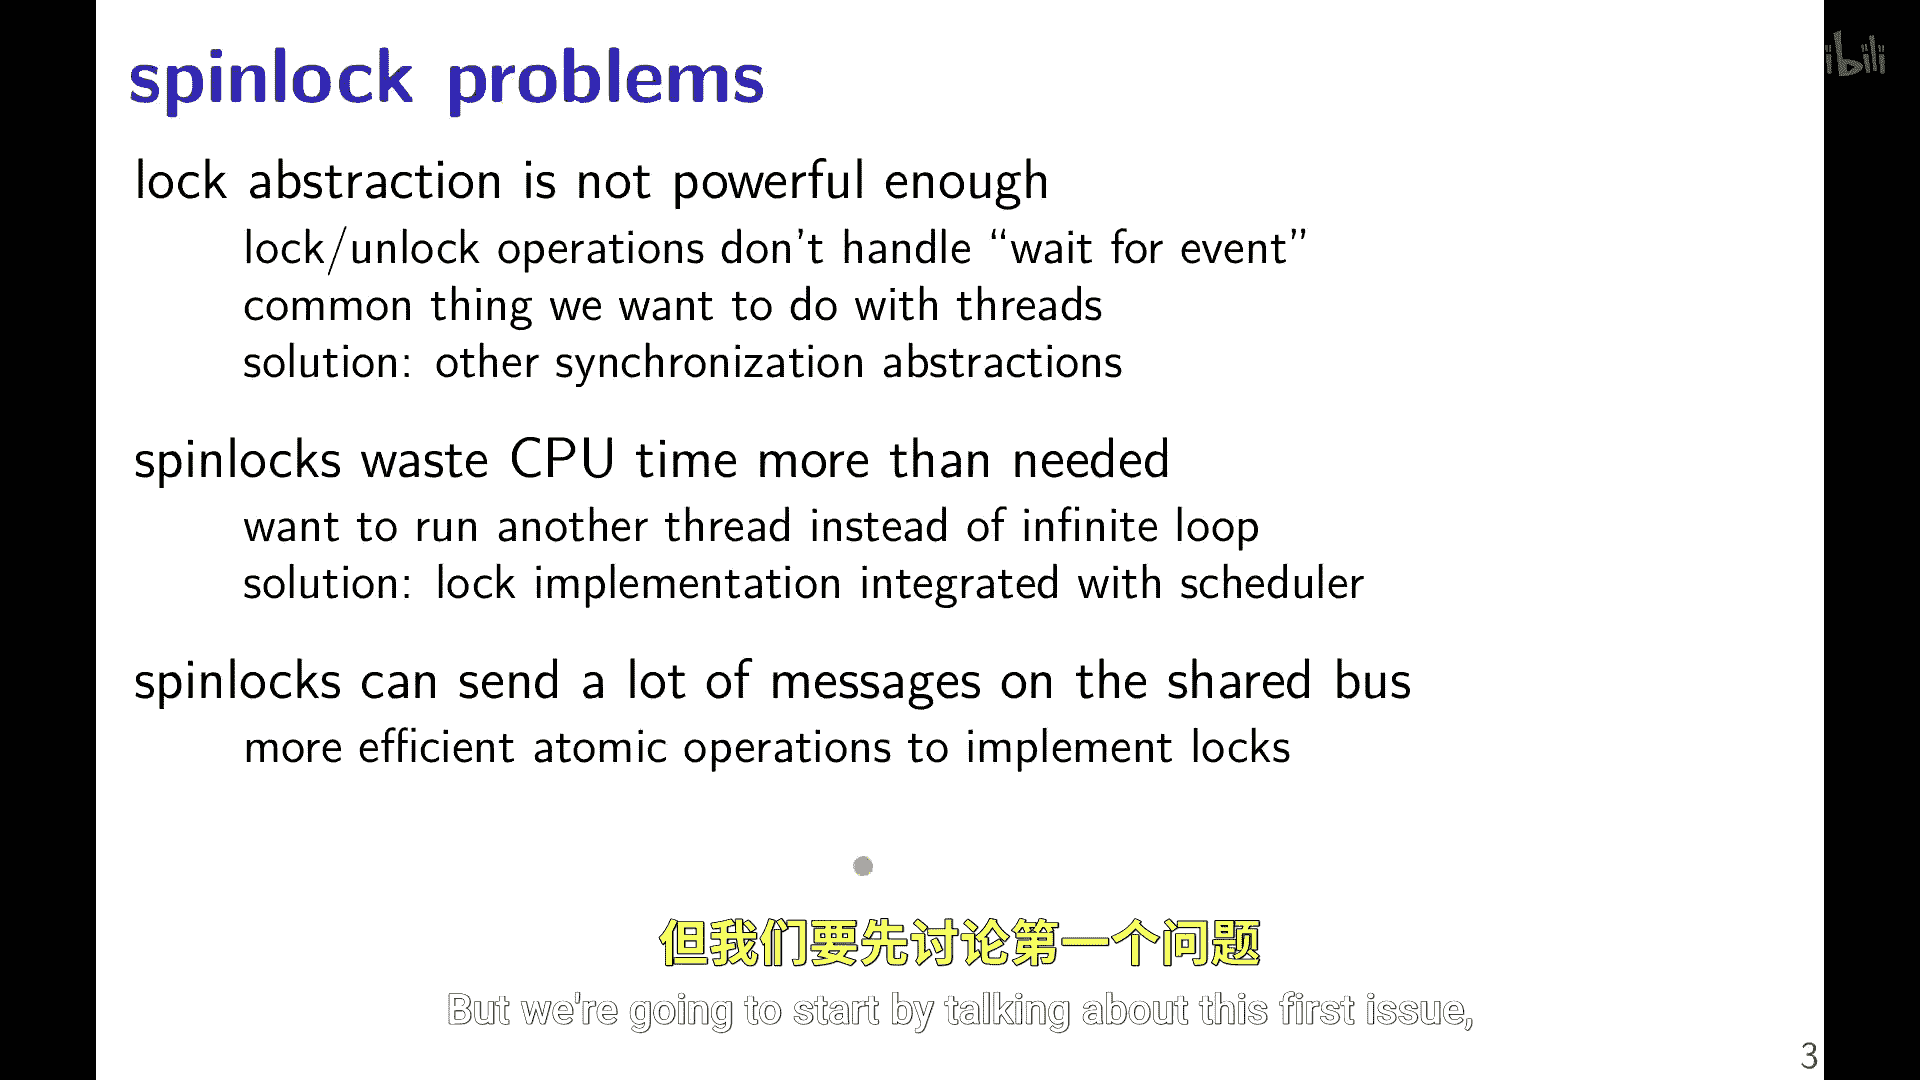 spinlock problems
lock abstraction is not powerful enough
lock/unlock operations don't handle “wait for event”
common thing we want to do with threads
solution: other synchronization abstractions
spinlocks waste CPU time more than needed
want to run another thread instead of infinite loop
solution: lock implementation integrated with scheduler
spinlocks can send a lot of messages on the shared bus
more efficient atomic operations to implement locks
但我们要先讨论第一个问题
But we're going to start by talking about this first issue,
3